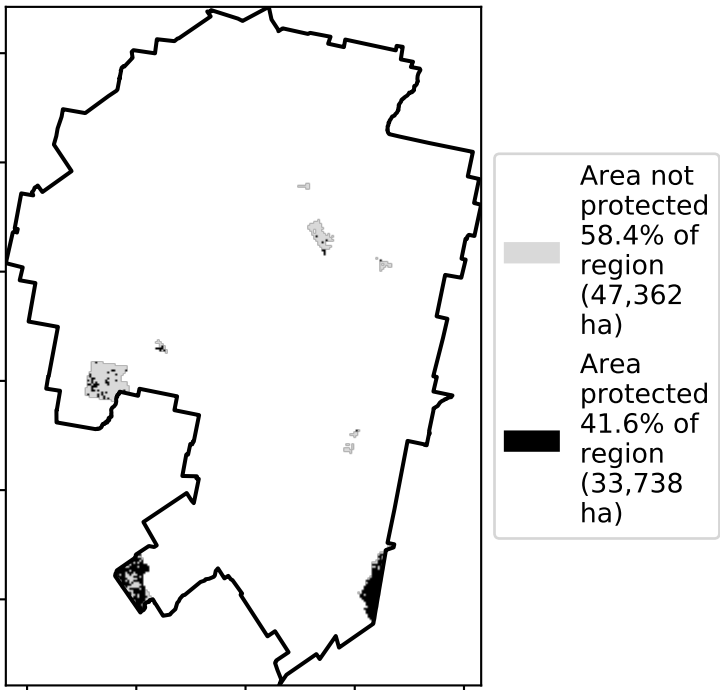 Area not
protected
58.4% of
region
(47,362
ha)
Area
protected
41.6% of
region
(33,738
ha)